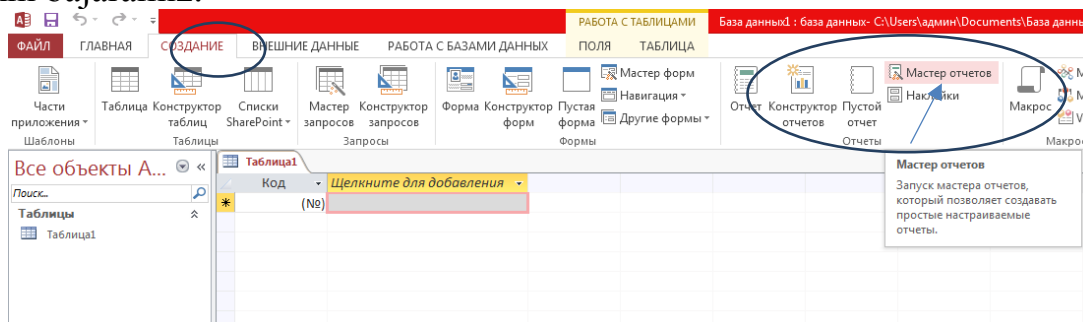 РАБОТА С ТАБЛИЦАМИ База данных1 : база данных- C:\Users\админ\Documents\База данны
ФАЙЛ ГЛАВНАЯ СОЗДАНИЕ ВНЕШНИЕ ДАННЫЕ РАБОТА С БАЗАМИ ДАННЫХ ПОЛЯ ТАБЛИЦА
Части приложения
Таблица
Конструктор таблиц
Списки SharePoint
Мастер запросов
Конструктор запросов
Форма
Конструктор форм
Пустая форма
Мастер форм
Навигация
Другие формы
Отчет
Конструктор отчетов
Пустой отчет
Мастер отчетов
Наклейки
Макрос
Шаблоны Таблицы Запросы Формы Отчеты Макро
Все объекты A...
Поиск...
Таблицы
Таблица1
Таблица1
Код Щелкните для добавления
(№)
Мастер отчетов
Запуск мастера отчетов,
который позволяет создавать
простые настраиваемые
отчеты.